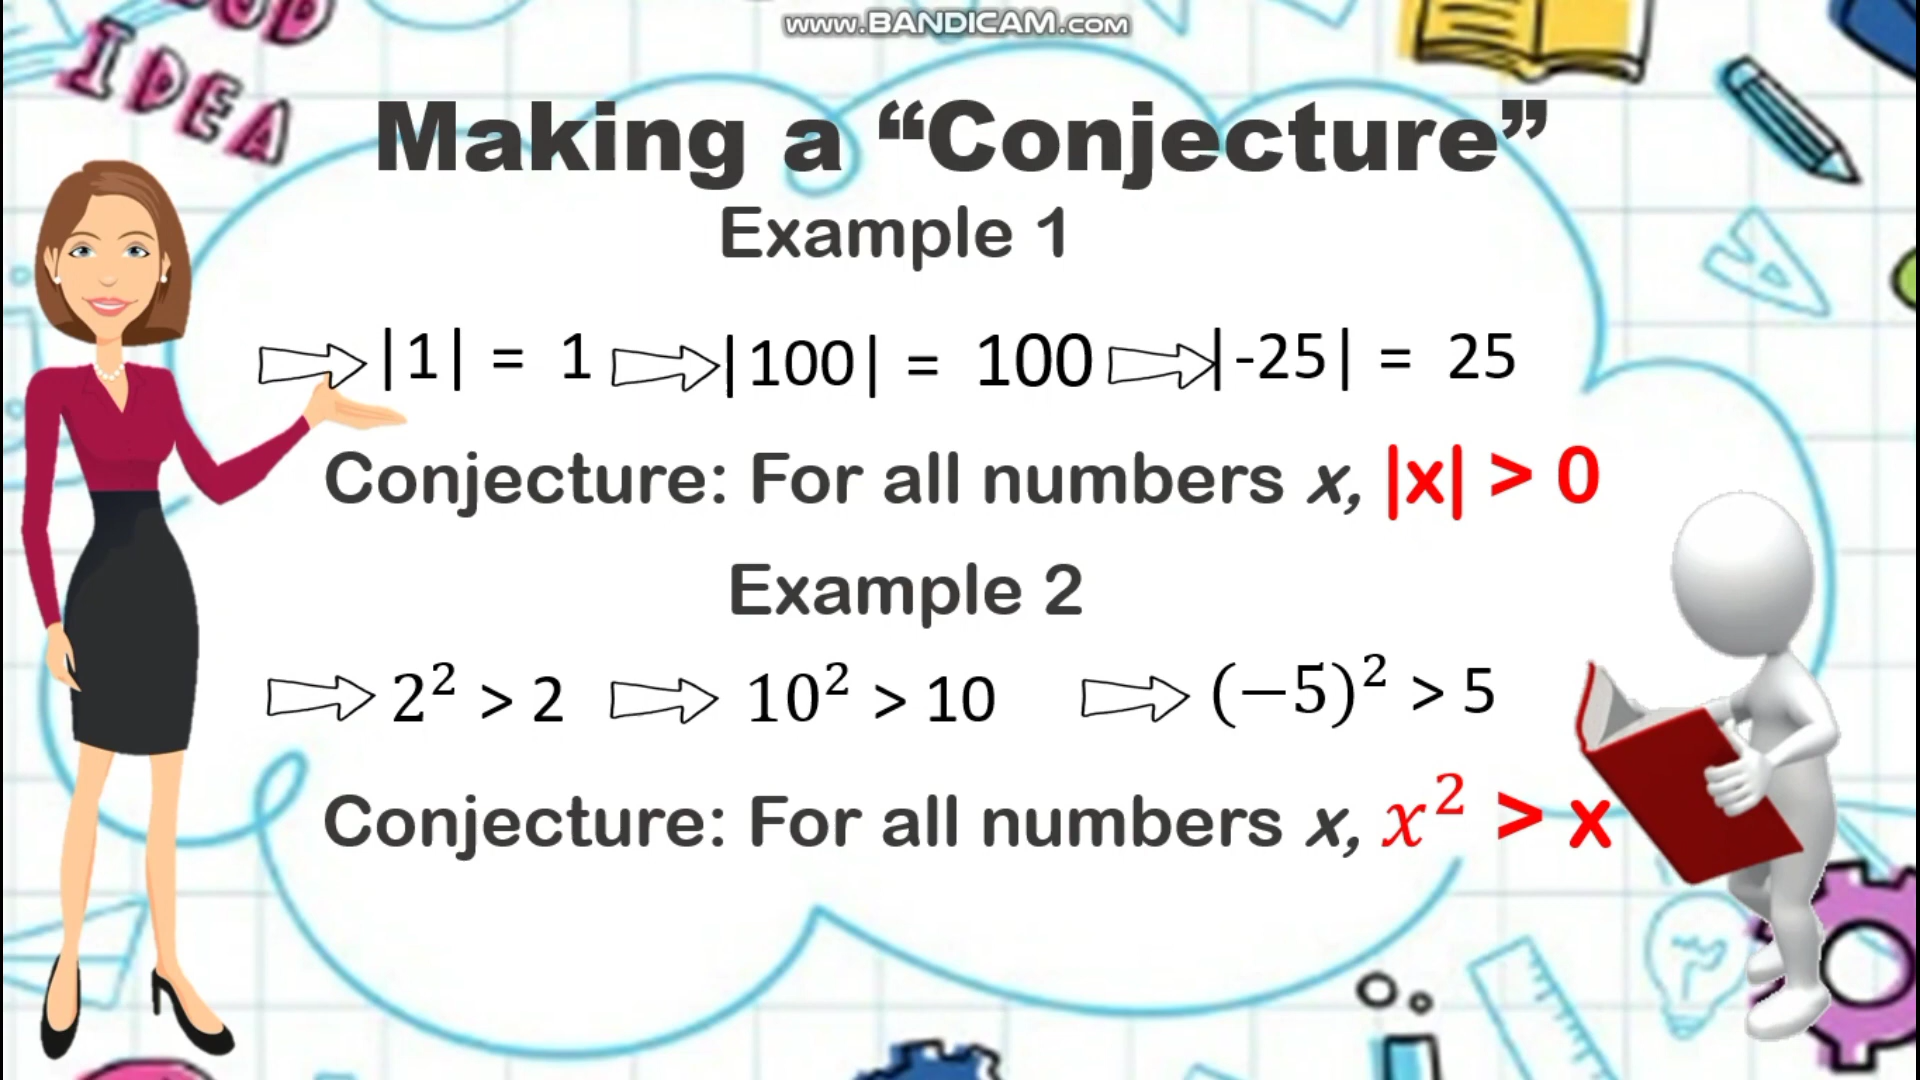 www.BANDICAM.com
IDEA
Making a “Conjecture”
Example 1
|1| = 1 |100| = 100 |-25| = 25
Conjecture: For all numbers x, |x| > 0
Example 2
2² > 2 10² > 10 (−5)² > 5
Conjecture: For all numbers x, x² > x